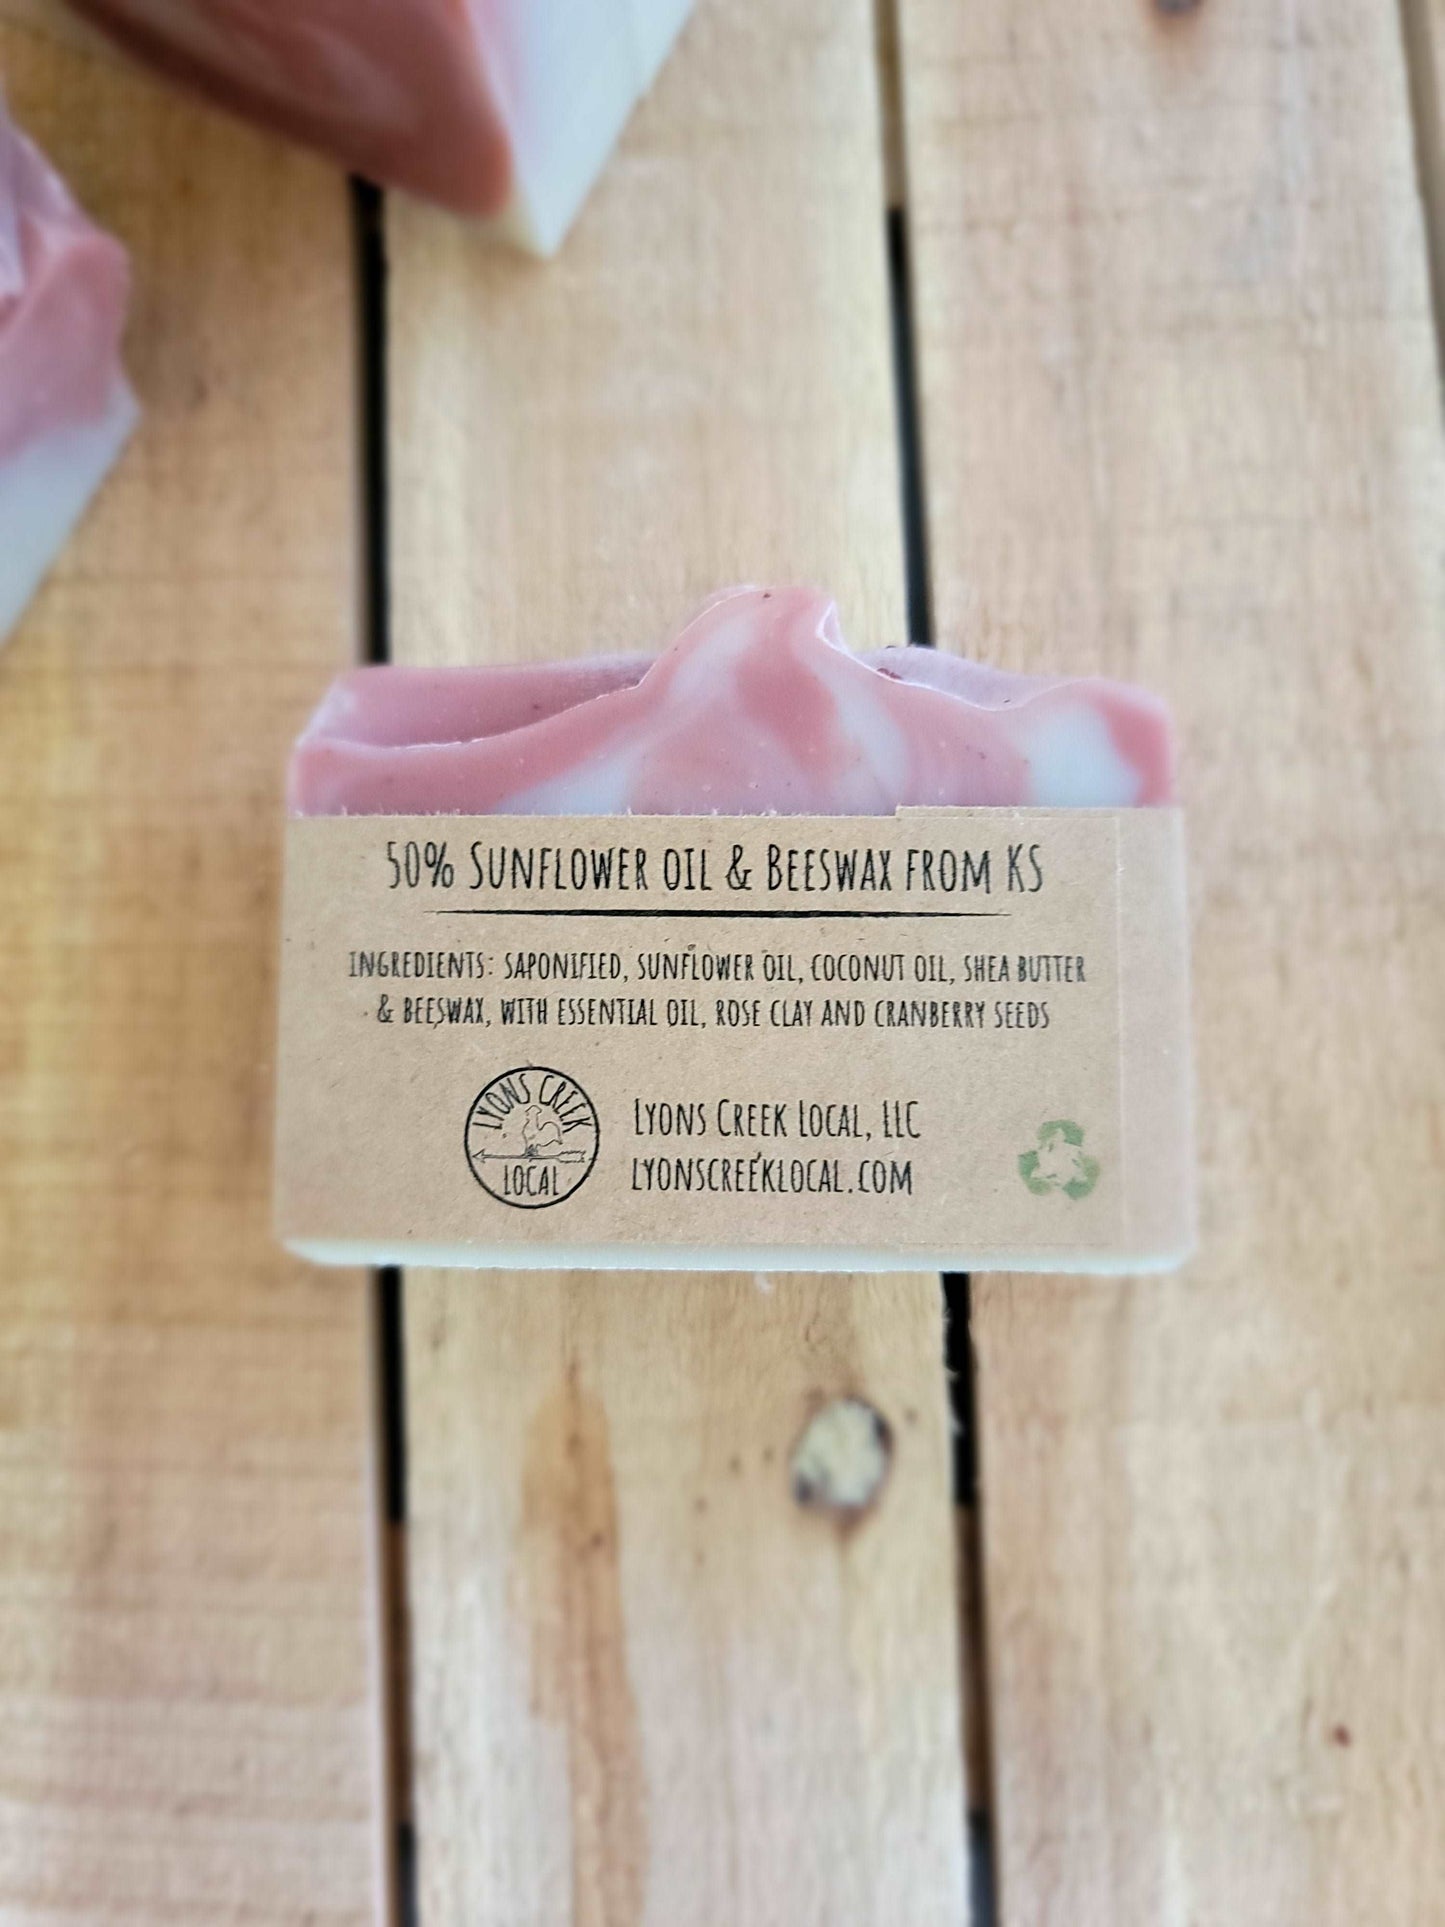 50% Sunflower oil & Beeswax from KS
INGREDIENTS: SAPONIFIED, SUNFLOWER OIL, COCONUT OIL, SHEA BUTTER
& BEESWAX, WITH ESSENTIAL OIL, ROSE CLAY AND CRANBERRY SEEDS
LYONS CREEK
LOCAL
Lyons Creek Local, LLC
LYONSCREEKLOCAL.COM